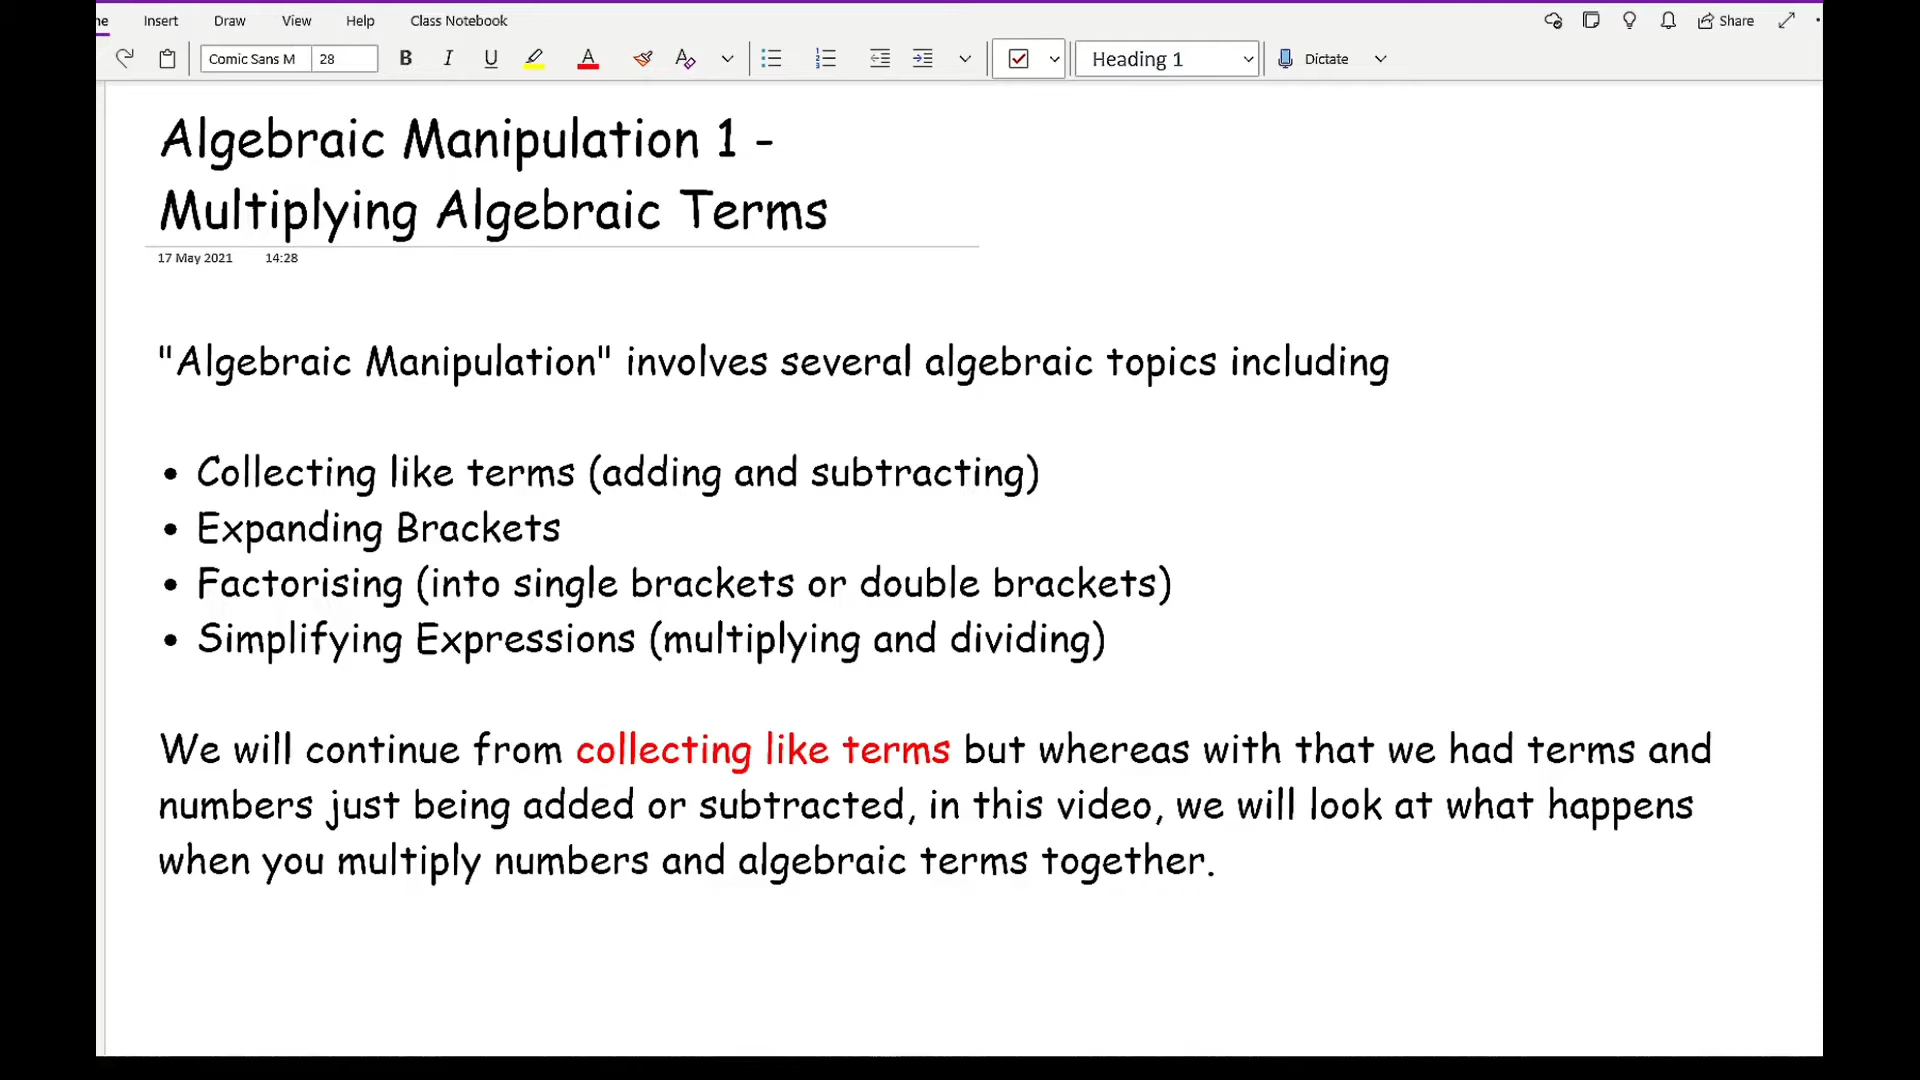 Insert Draw View Help Class Notebook Share
Comic Sans M 28 B I U A A Heading 1 Dictate
Algebraic Manipulation 1 -
Multiplying Algebraic Terms
17 May 2021 14:28
"Algebraic Manipulation" involves several algebraic topics including
• Collecting like terms (adding and subtracting)
• Expanding Brackets
• Factorising (into single brackets or double brackets)
• Simplifying Expressions (multiplying and dividing)
We will continue from collecting like terms but whereas with that we had terms and
numbers just being added or subtracted, in this video, we will look at what happens
when you multiply numbers and algebraic terms together.